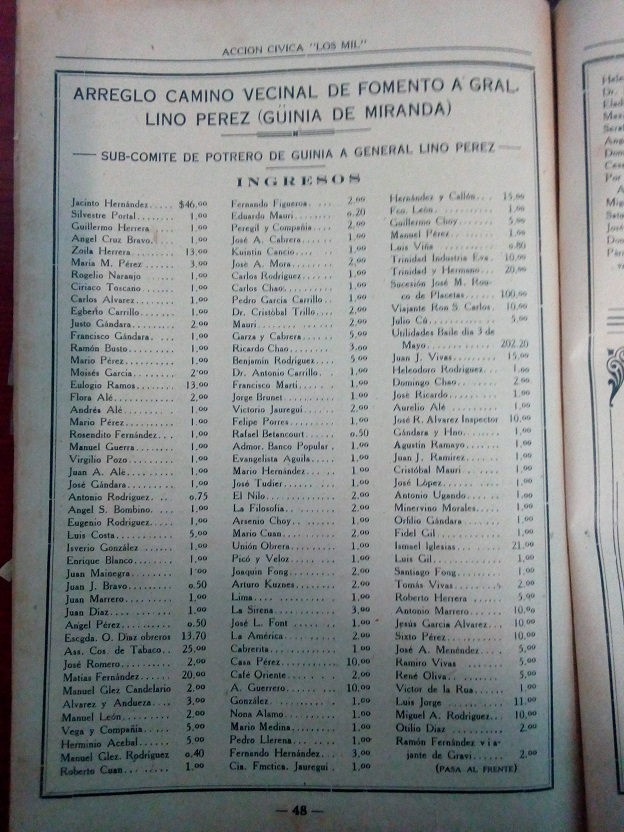 ACCION CIVICA "LOS MIL"
ARREGLO CAMINO VECINAL DE FOMENTO A GRAL.
LINO PEREZ (GÜINIA DE MIRANDA)
SUB-COMITE DE POTRERO DE GUINIA A GENERAL LINO PEREZ
INGRESOS
Jacinto Hernández..... $46.00
Silvestre Portal........ 1.00
Guillermo Herrera 1.00
Angel Cruz Bravo. 1.00
Zoila Herrera........... 13.00
María M. Pérez....... 3.00
Rogelio Naranjo ..... 1.00
Ciriaco Toscano....... 1.00
Carlos Alvarez......... 1.00
Egberto Carrillo....... 1.00
Justo Gándara......... 2.00
Francisco Gándara... 1.00
Ramón Busto.......... 1.00
Mario Pérez............. 1.00
Moisés García.......... 2.00
Eulogio Ramos......... 13.00
Flora Alé................. 2.00
Andrés Alé.............. 1.00
Mario Pérez............. 1.00
Rosendito Fernández... 1.00
Manuel Guerra......... 1.00
Virgilio Pozo............ 1.00
Juan A. Alé............. 1.00
José Gándara........... 1.00
Antonio Rodríguez. .. 0.75
Angel S. Bombino. ... 1.00
Eugenio Rodríguez.... 1.00
Luis Costa............... 5.00
Isverio González ...... 1.00
Enrique Blanco......... 1.00
Juan Mainegra......... 1.00
Juan J. Bravo........... 0.50
Juan Marrero........... 1.00
Juan Diaz................ 1.00
Angel Pérez............. 0.50
Escgda. O. Diaz obreros 13.70
Ass. Cos. de Tabaco.. 25.00
José Romero............ 2.00
Matías Fernández...... 20.00
Manuel Glez Candelario 2.00
Alvarez y Andueza.... 3.00
Manuel León............ 2.00
Vega y Compañía...... 5.00
Herminio Acebal....... 5.00
Manuel Glez. Rodríguez 0.40
Roberto Cuan........... 1.00
Fernando Figueroa. ... 2.00
Eduardo Mauri......... 0.20
Peregil y Compañía... 2.00
José A. Cabrera....... 1.00
Kuintin Cancio......... 1.00
José A. Mora........... 2.00
Carlos Rodríguez...... 1.00
Carlos Chao............. 1.00
Pedro García Carrillo.. 1.00
Dr. Cristóbal Trillo.... 2.00
Mauri ..................... 2.00
Garza y Cabrera....... 5.00
Ricardo Chao........... 3.00
Benjamín Rodríguez... 5.00
Dr. Antonio Carrillo. 1.00
Francisco Martí........ 1.00
Jorge Brunet............ 1.00
Victorio Jauregui...... 2.00
Felipe Porres............ 1.00
Rafael Betancourt..... 0.50
Admor. Banco Popular . 1.00
Evangelista Aguila.... 1.00
Mario Hernández...... 1.00
José Tudier.............. 1.00
El Nilo.................... 2.00
La Filosofía............. 2.00
Arsenio Choy........... 1.00
Mario Cuan............. 2.00
Unión Obrera........... 1.00
Picó y Veloz............ 1.00
Joaquín Fong........... 2.00
Arturo Kuznes.......... 2.00
Lima....................... 1.00
La Sirena................ 3.00
José L. Font ............ 1.00
La América.............. 2.00
Cabrerita................. 1.00
Casa Pérez.............. 10.00
Café Oriente............ 2.00
A. Guerrero............. 10.00
González................. 1.00
Nona Alamo............. 1.00
Mario Medina........... 1.00
Pedro Llerena.......... 1.00
Fernando Hernández... 3.00
Cia. Fmctica. Jauregui. 1.00
Hernández y Callón.. . 15.00
Fco. León................ 1.00
Guillermo Choy........ 5.00
Manuel Pérez........... 1.00
Luis Viña................ 0.80
Trinidad Industria Eva. 10.00
Trinidad y Hermano... 20.00
Sucesión José M. Rou-
co de Placetas....... 100.00
Viajante Ron S. Carlos. 10.00
Julio Cú.................. 5.00
Utilidades Baile día 3 de
Mayo.................. 202.20
Juan J. Vivas........... 15.00
Heleodoro Rodríguez... 1.00
Domingo Chao.......... 2.00
José Ricardo............ 1.00
Aurelio Alé ............. 1.00
José R. Alvarez Inspector 10.00
Gándara y Hno......... 1.00
Agustín Ramayo....... 1.00
Juan J. Ramírez....... 1.00
Cristóbal Mauri ....... 1.00
José López.............. 1.00
Antonio Ugando....... 1.00
Minervino Morales.... 1.00
Orfilio Gándara ....... 1.00
Fidel Gil................. 1.00
Ismael Iglesias......... 21.00
Luis Gil................... 1.00
Santiago Fong.......... 1.00
Tomás Vivas............ 2.00
Roberto Herrera ....... 5.00
Antonio Marrero........ 10.00
Jesús García Alvarez.. 10.00
Sixto Pérez.............. 10.00
José A. Menéndez..... 5.00
Ramiro Vivas .......... 5.00
René Oliva.............. 5.00
Víctor de la Rua...... 1.00
Luis Jorge............... 11.00
Miguel A. Rodríguez.. 10.00
Otilio Diaz.............. 2.00
Ramón Fernández via-
jante de Gravi...... 2.00
(PASA AL FRENTE)
— 48 —